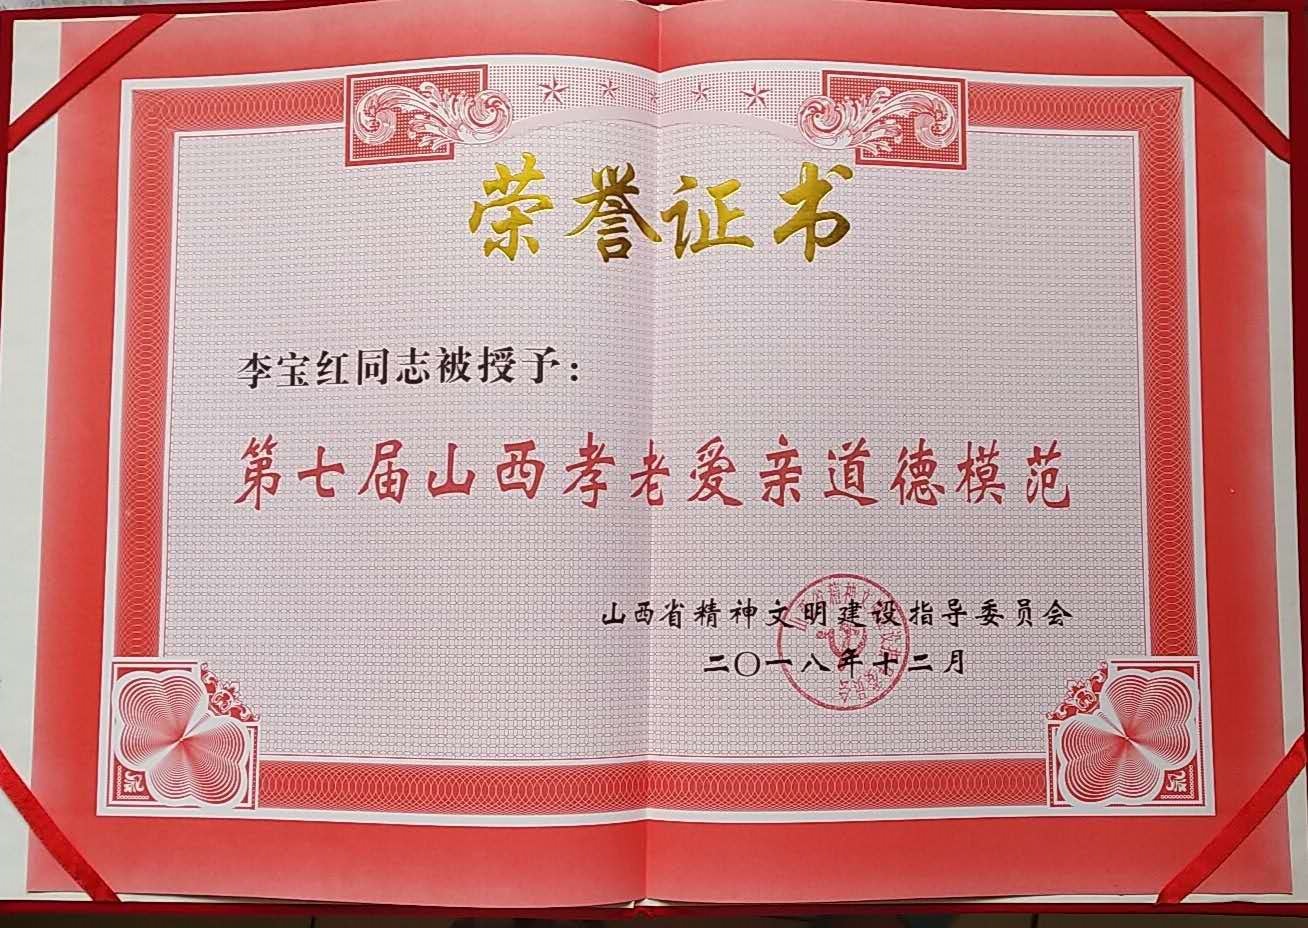 荣誉证书
李宝红同志被授予：
第七届山西孝老爱亲道德模范
山西省精神文明建设指导委员会
二〇一八年十二月